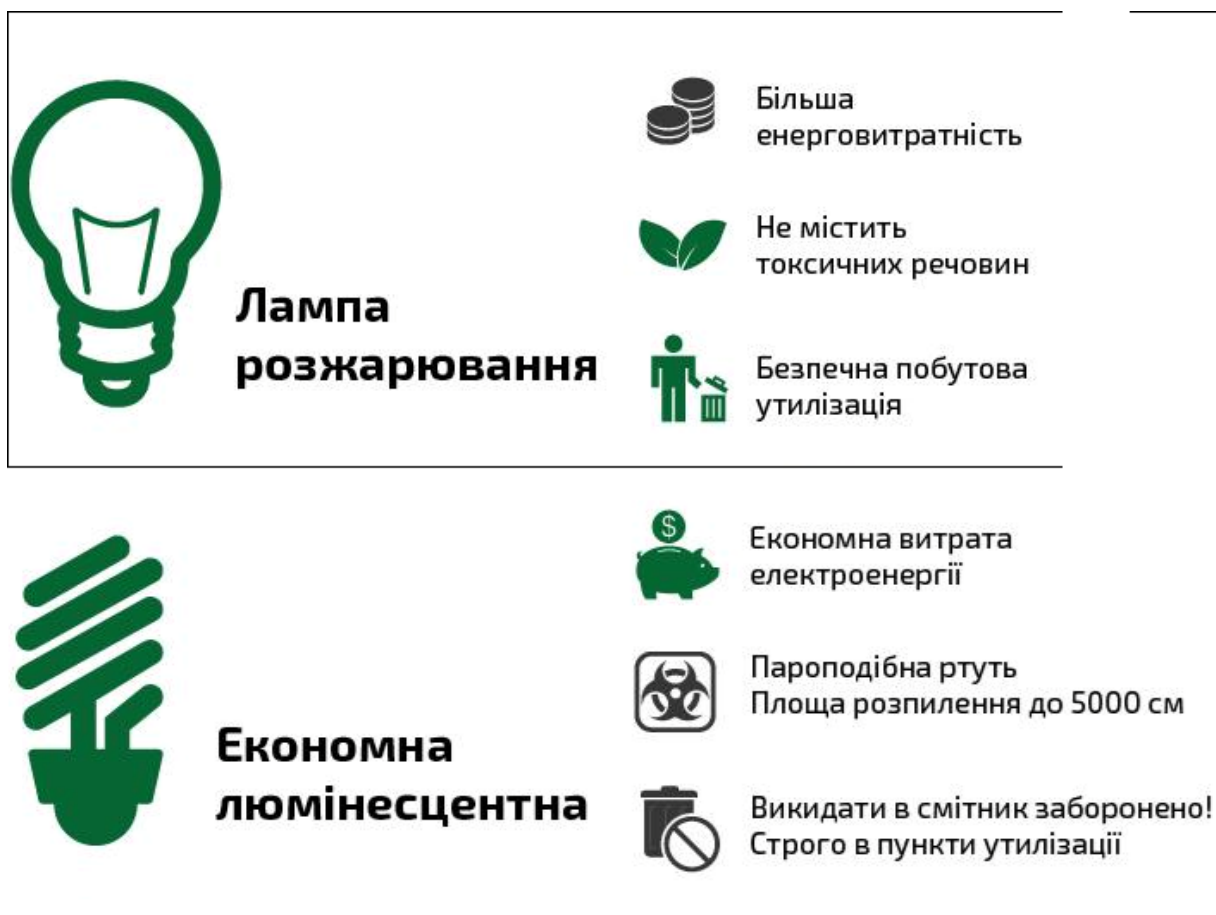 Більша
енерговитратність
Не містить
токсичних речовин
Лампа
розжарювання
Безпечна побутова
утилізація
$
Економна витрата
електроенергії
Пароподібна ртуть
Площа розпилення до 5000 см
Економна
люмінесцентна
Викидати в смітник заборонено!
Строго в пункти утилізації